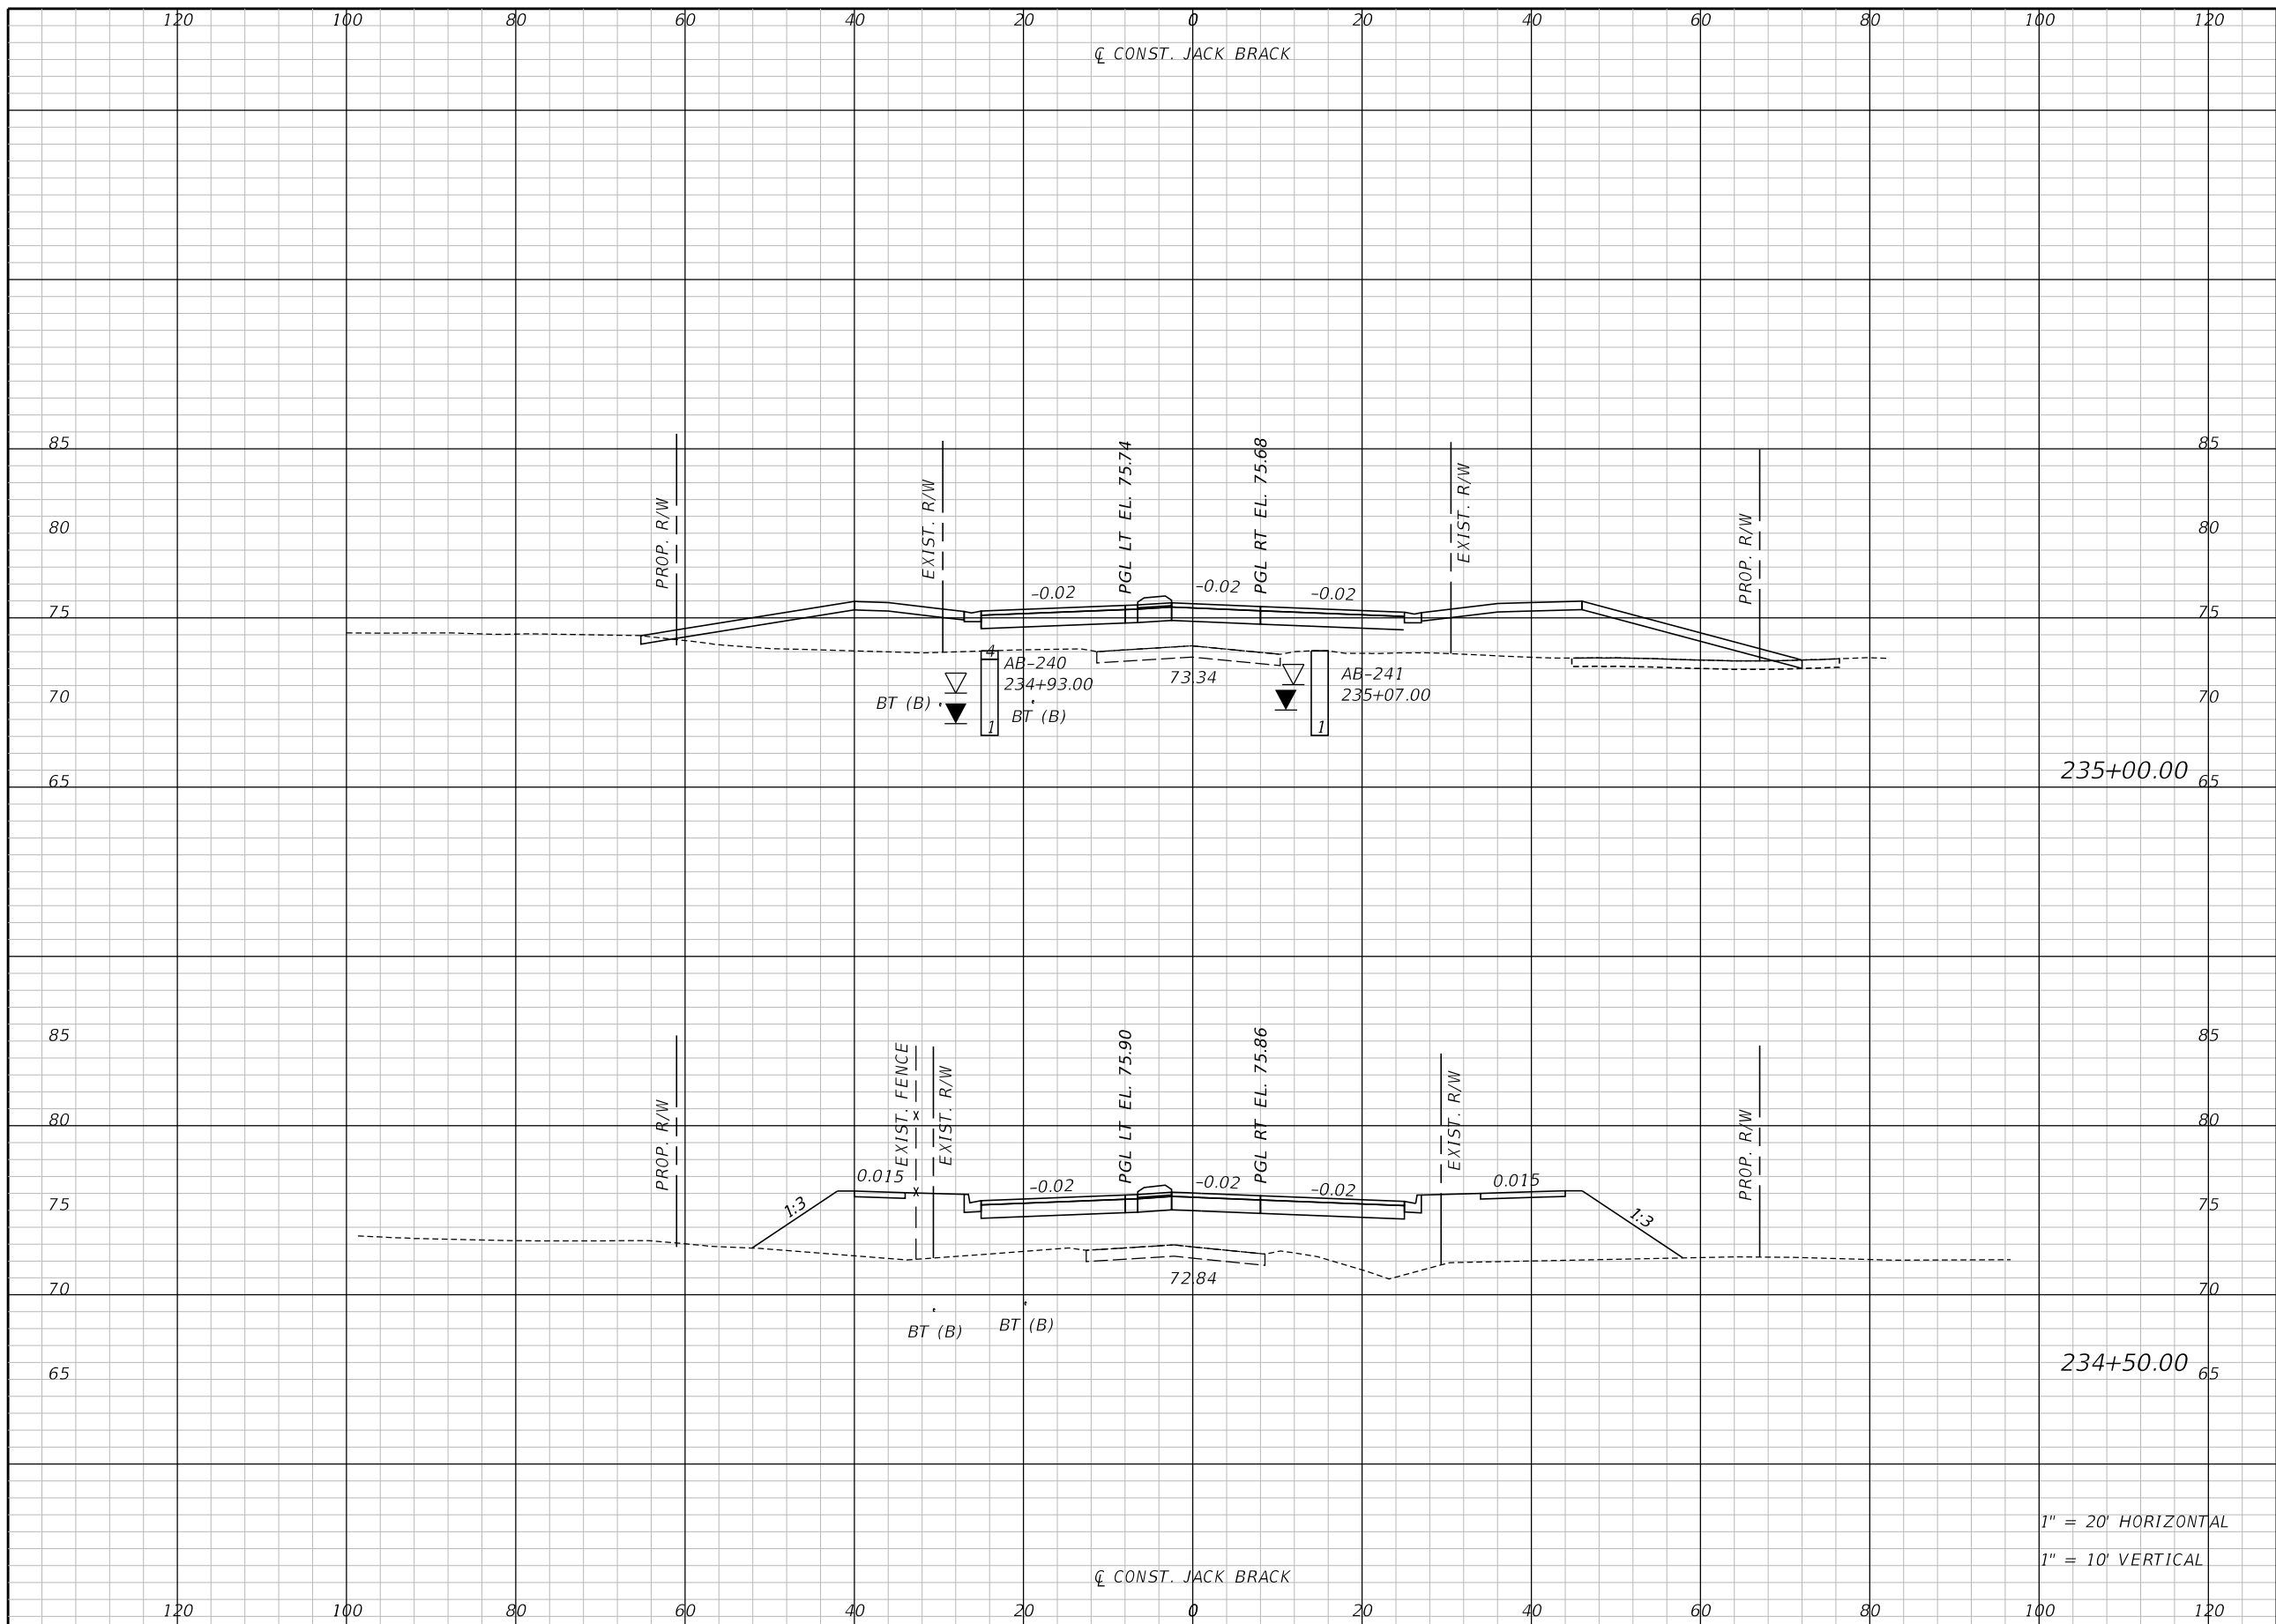 120 100 80 60 40 20 0 20 40 60 80 100 120
℄ CONST. JACK BRACK
85 85
80 80
75 75
70 70
65 65
PROP. R/W
EXIST. R/W
PGL LT EL. 75.74
PGL RT EL. 75.68
EXIST. R/W
PROP. R/W
-0.02 -0.02 -0.02
4
AB-240
234+93.00
73.34
AB-241
235+07.00
BT (B)
BT (B)
1
1
235+00.00
85 85
80 80
75 75
70 70
65 65
PROP. R/W
EXIST. FENCE
EXIST. R/W
PGL LT EL. 75.90
PGL RT EL. 75.86
EXIST. R/W
PROP. R/W
1:3
0.015
-0.02 -0.02 -0.02
0.015
1:3
72.84
BT (B)
BT (B)
234+50.00
1" = 20' HORIZONTAL
1" = 10' VERTICAL
℄ CONST. JACK BRACK
120 100 80 60 40 20 0 20 40 60 80 100 120